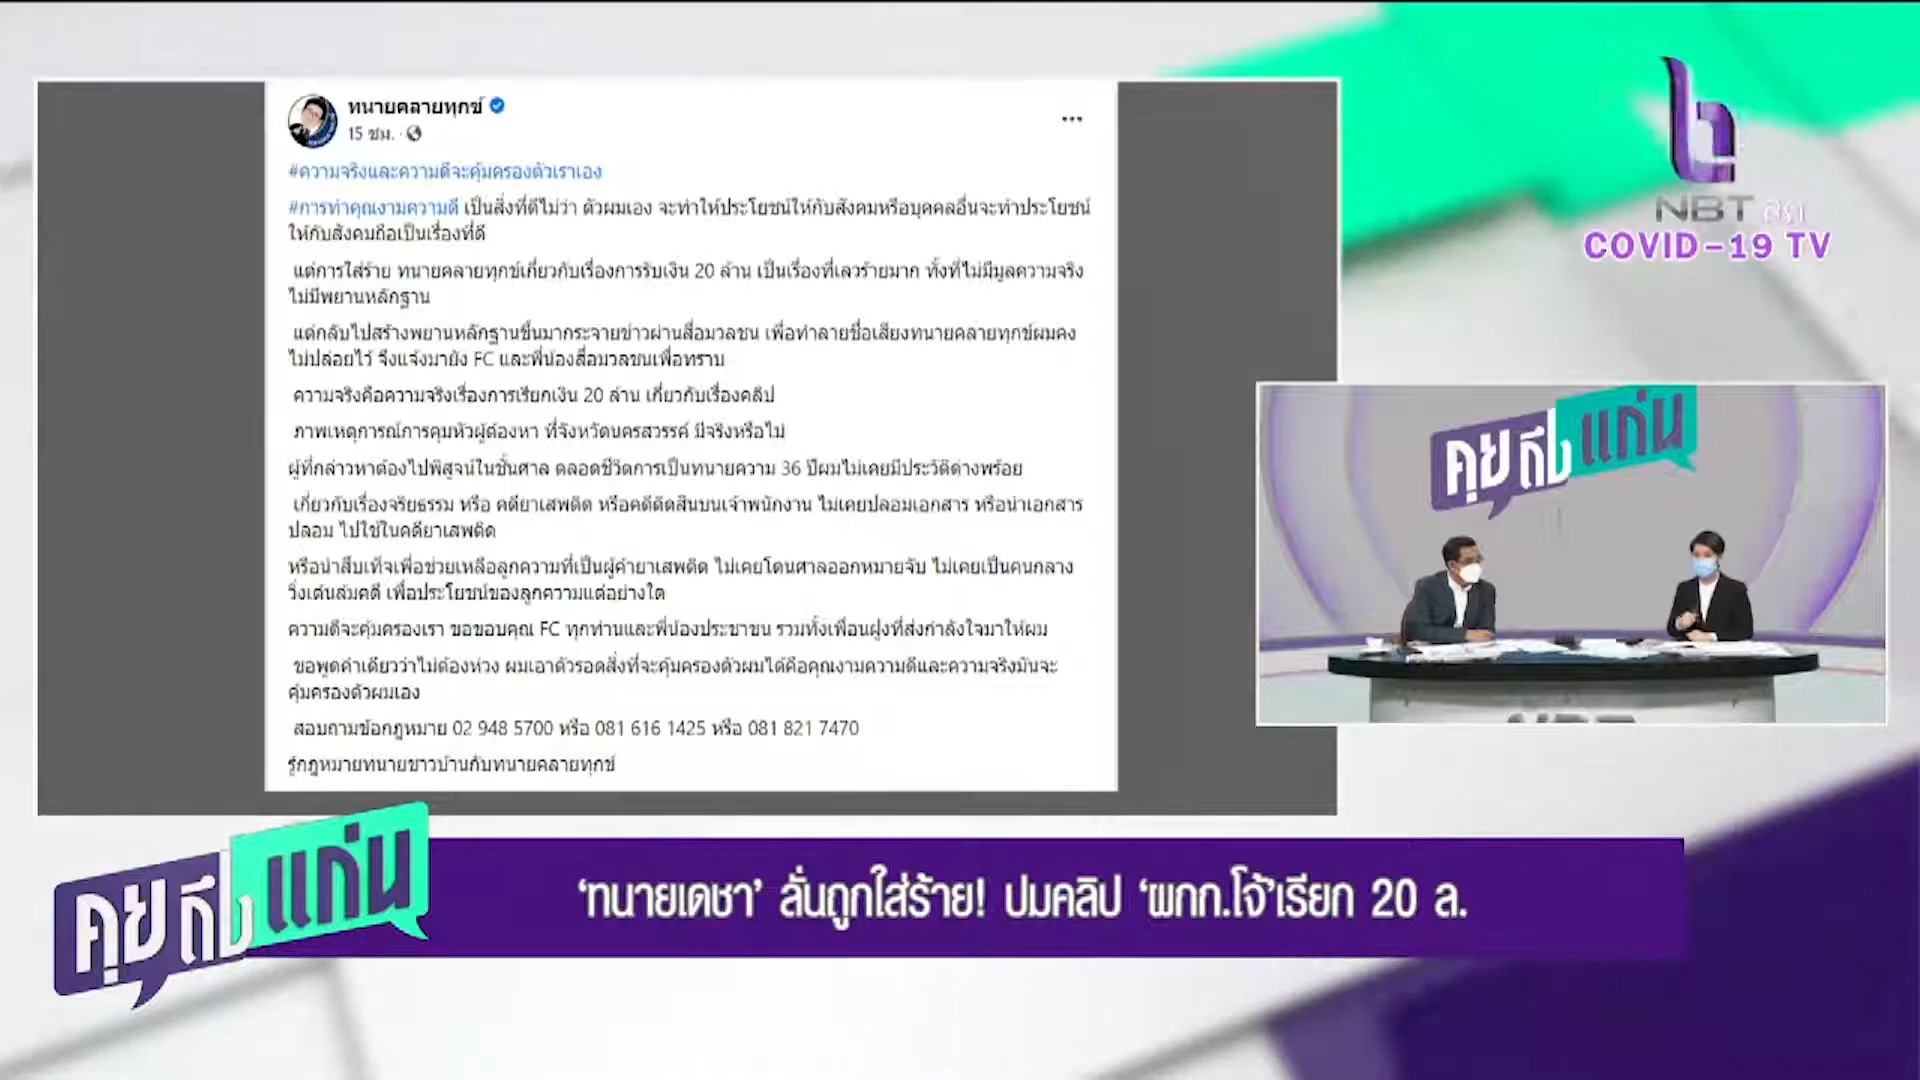 ทนายคลายทุกข์
15 ชม. ·
#ความจริงและความดีจะคุ้มครองตัวเราเอง
#การทำคุณงามความดี เป็นสิ่งที่ดีไม่ว่า ตัวผมเอง จะทำให้ประโยชน์ให้กับสังคมหรือบุคคลอื่นจะทำประโยชน์
ให้กับสังคมถือเป็นเรื่องที่ดี
แต่การใส่ร้าย ทนายคลายทุกข์เกี่ยวกับเรื่องการรับเงิน 20 ล้าน เป็นเรื่องที่เลวร้ายมาก ทั้งที่ไม่มีมูลความจริง
ไม่มีพยานหลักฐาน
แต่กลับไปสร้างพยานหลักฐานขึ้นมากระจายข่าวผ่านสื่อมวลชน เพื่อทำลายชื่อเสียงทนายคลายทุกข์ผมคง
ไม่ปล่อยไว้ จึงแจ้งมายัง FC และพี่น้องสื่อมวลชนเพื่อทราบ
ความจริงคือความจริงเรื่องการเรียกเงิน 20 ล้าน เกี่ยวกับเรื่องคลิป
ภาพเหตุการณ์การคุมหัวผู้ต้องหา ที่จังหวัดนครสวรรค์ มีจริงหรือไม่
ผู้ที่กล่าวหาต้องไปพิสูจน์ในชั้นศาล ตลอดชีวิตการเป็นทนายความ 36 ปีผมไม่เคยมีประวัติด่างพร้อย
เกี่ยวกับเรื่องจริยธรรม หรือ คดียาเสพติด หรือคดีติดสินบนเจ้าพนักงาน ไม่เคยปลอมเอกสาร หรือนำเอกสาร
ปลอม ไปใช้ในคดียาเสพติด
หรือนำสืบเท็จเพื่อช่วยเหลือลูกความที่เป็นผู้ค้ายาเสพติด ไม่เคยโดนศาลออกหมายจับ ไม่เคยเป็นคนกลาง
วิ่งเต้นล้มคดี เพื่อประโยชน์ของลูกความแต่อย่างใด
ความดีจะคุ้มครองเรา ขอขอบคุณ FC ทุกท่านและพี่น้องประชาชน รวมทั้งเพื่อนฝูงที่ส่งกำลังใจมาให้ผม
ขอพูดคำเดียวว่าไม่ต้องห่วง ผมเอาตัวรอดสิ่งที่จะคุ้มครองตัวผมได้คือคุณงามความดีและความจริงมันจะ
คุ้มครองตัวผมเอง
สอบถามข้อกฎหมาย 02 948 5700 หรือ 081 616 1425 หรือ 081 821 7470
รู้กฎหมายทนายชาวบ้านกับทนายคลายทุกข์
NBT สด
COVID-19 TV
คุยถึงแก่น
คุยถึงแก่น
‘ทนายเดชา’ ลั่นถูกใส่ร้าย! ปมคลิป ‘ผกก.โจ้’เรียก 20 ล.